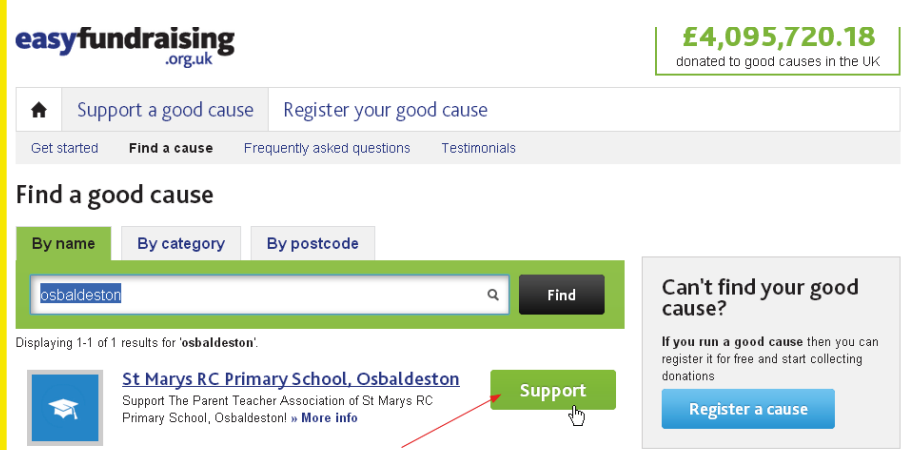 easyfundraising
.org.uk
£4,095,720.18
donated to good causes in the UK
Support a good cause
Register your good cause
Get started
Find a cause
Frequently asked questions
Testimonials
Find a good cause
By name
By category
By postcode
osbaldeston
Find
Displaying 1-1 of 1 results for 'osbaldeston'.
St Marys RC Primary School, Osbaldeston
Support The Parent Teacher Association of St Marys RC
Primary School, Osbaldeston! » More info
Support
Can't find your good
cause?
If you run a good cause then you can
register it for free and start collecting
donations
Register a cause